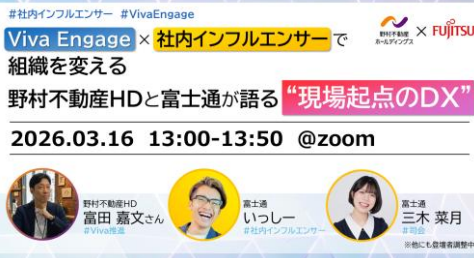 #社内インフルエンサー #VivaEngage
Viva Engage × 社内インフルエンサーで
組織を変える
野村不動産HDと富士通が語る “現場起点のDX”
野村不動産
ホールディングス × FUJITSU
2026.03.16 13:00-13:50 @zoom
野村不動産HD
富田 嘉文さん
#Viva推進
富士通
いっしー
#社内インフルエンサー
富士通
三木 菜月
#司会
※他にも登壇者調整中